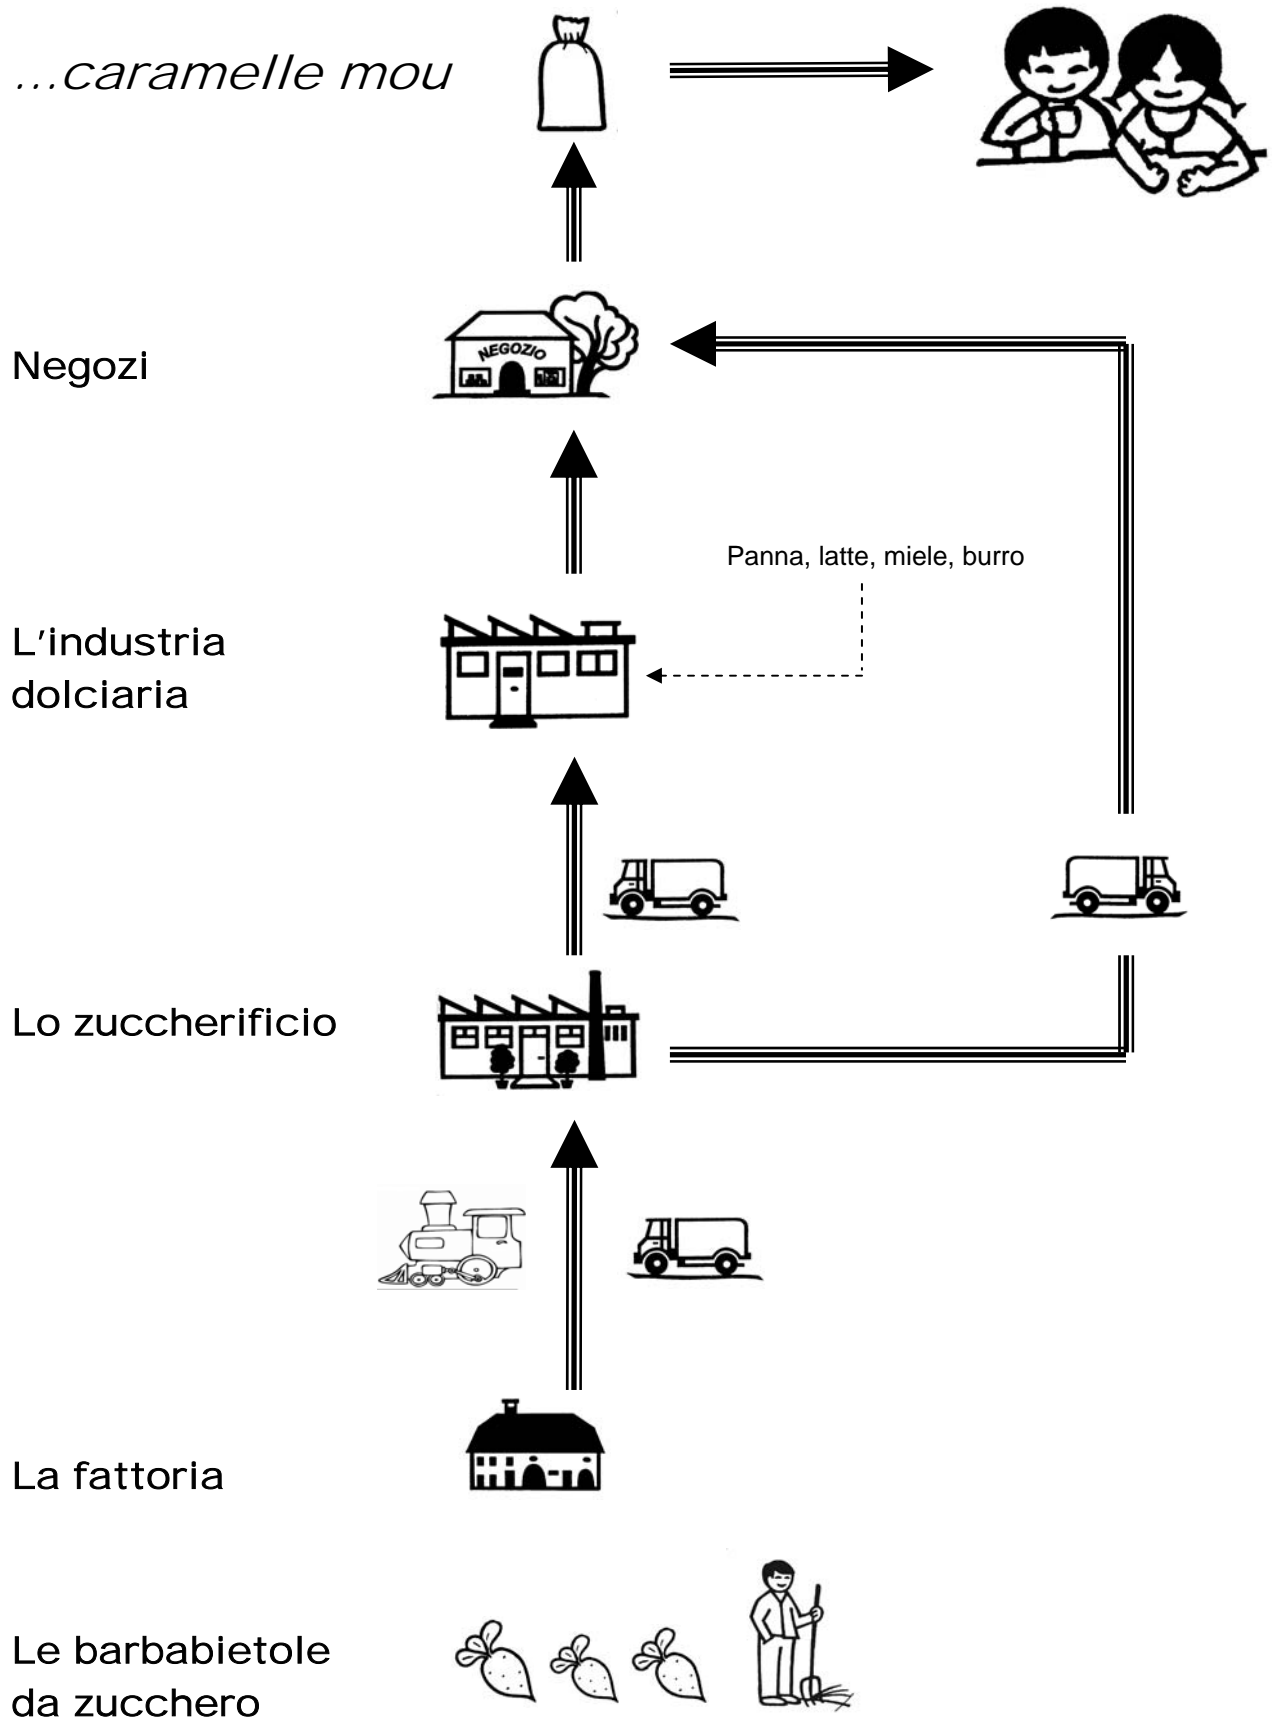 ...caramelle mou
NEGOZIO
Negozi
Panna, latte, miele, burro
L'industria
dolciaria
Lo zuccherificio
La fattoria
Le barbabietole
da zucchero